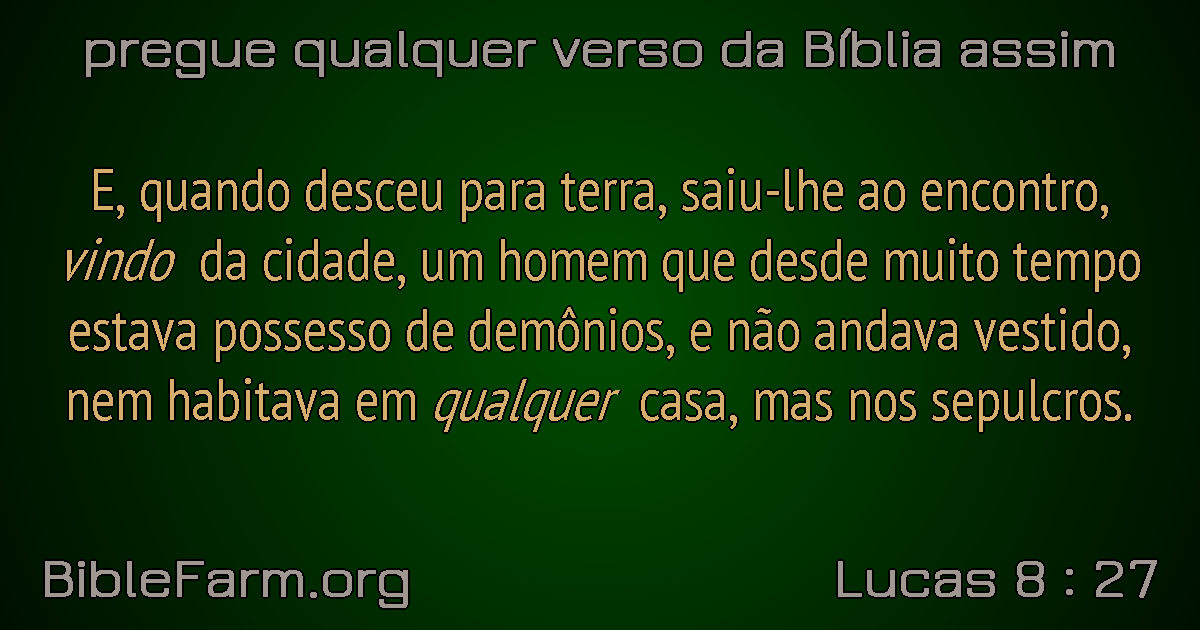 pregue qualquer verso da Bíblia assim
E, quando desceu para terra, saiu-lhe ao encontro,
vindo da cidade, um homem que desde muito tempo
estava possesso de demônios, e não andava vestido,
nem habitava em qualquer casa, mas nos sepulcros.
BibleFarm.org
Lucas 8 : 27